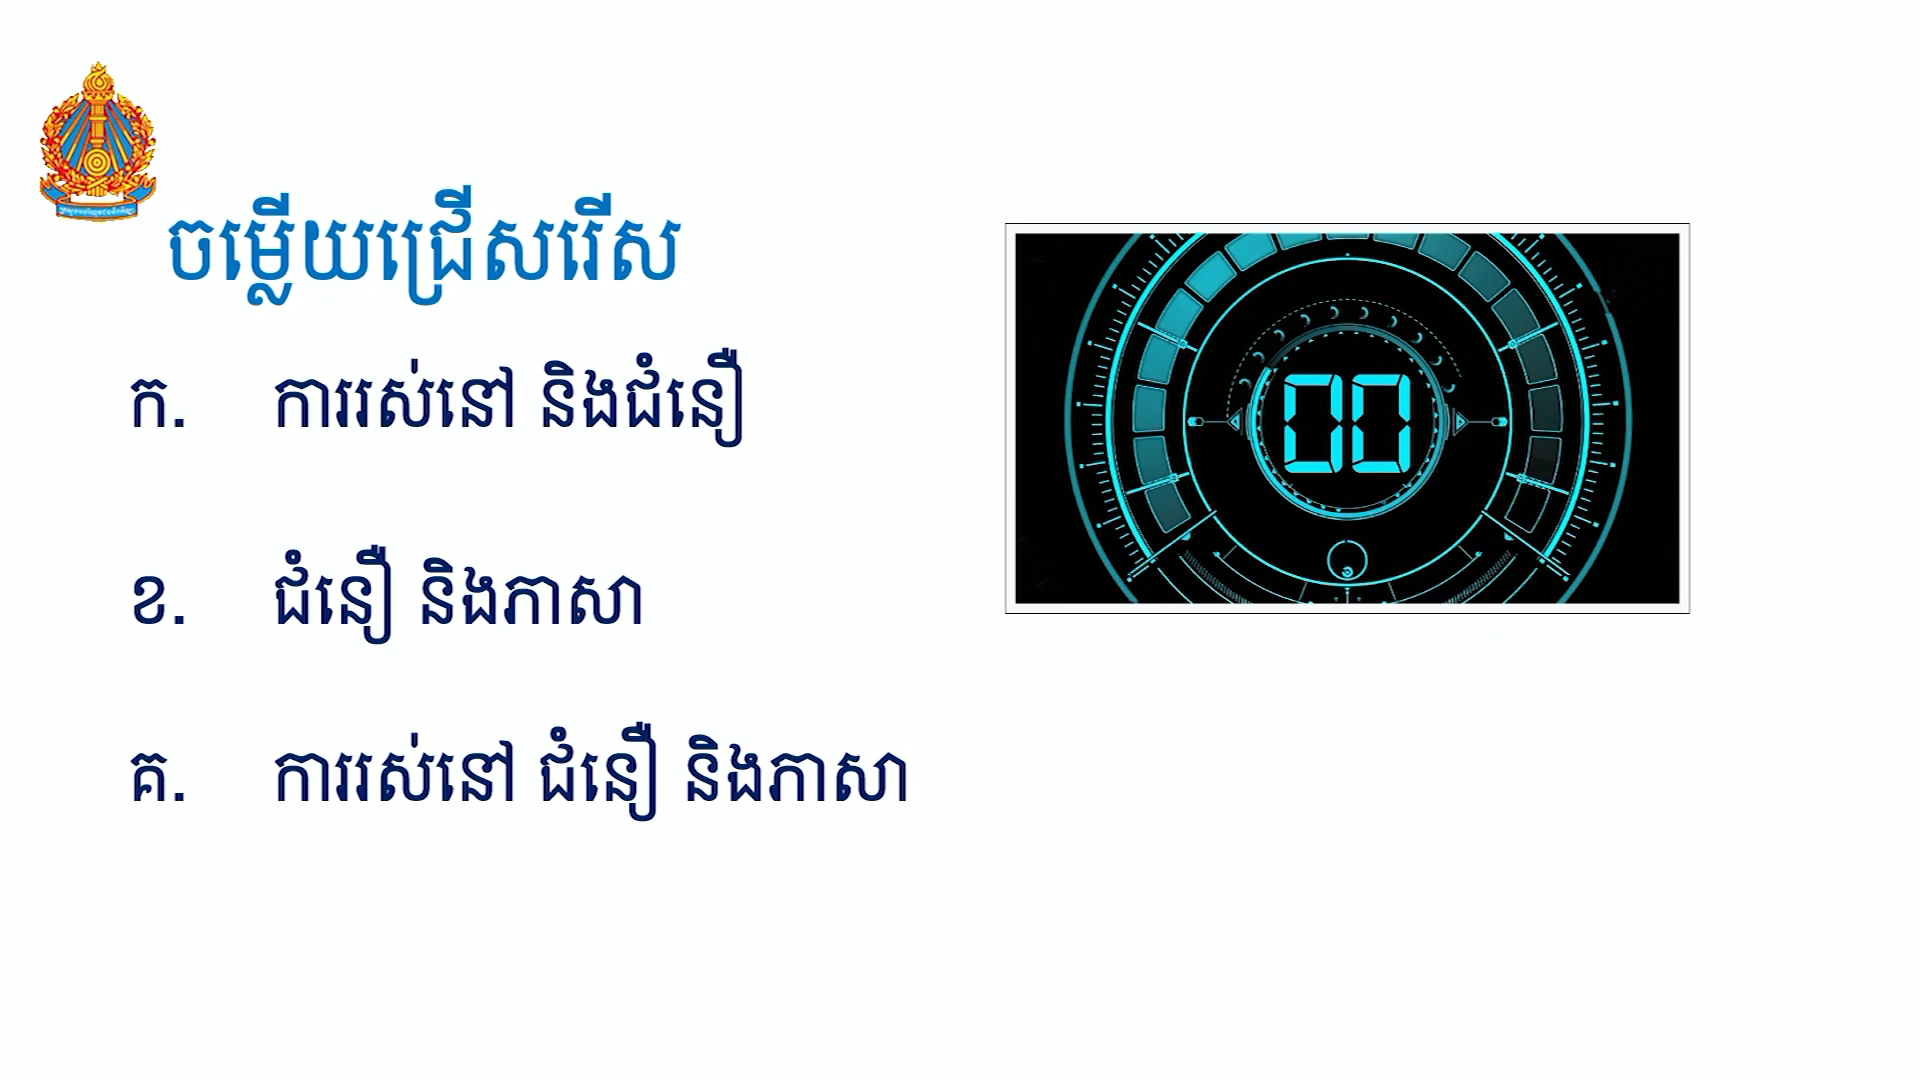 ចម្លើយជ្រើសរើស
ក. ការរស់នៅ និងជំនឿ
00
ខ. ជំនឿ និងភាសា
គ. ការរស់នៅ ជំនឿ និងភាសា